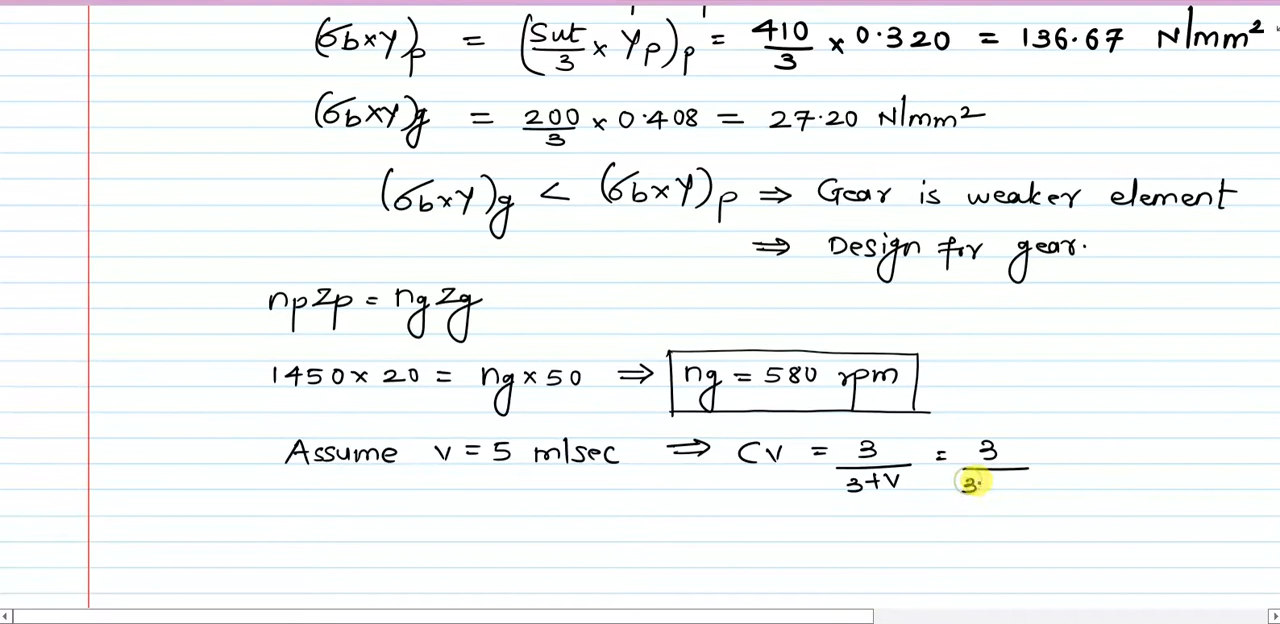 (σb×Y)p = (Sut/3 × Yp)p = 410/3 × 0.320 = 136.67 N/mm²
(σb×Y)g = 200/3 × 0.408 = 27.20 N/mm²
(σb×Y)g < (σb×Y)p ⇒ Gear is weaker element
⇒ Design for gear.
npzp = ngzg
1450 × 20 = ng × 50 ⇒ ng = 580 rpm
Assume v = 5 m/sec ⇒ Cv = 3/3+v = 3/3